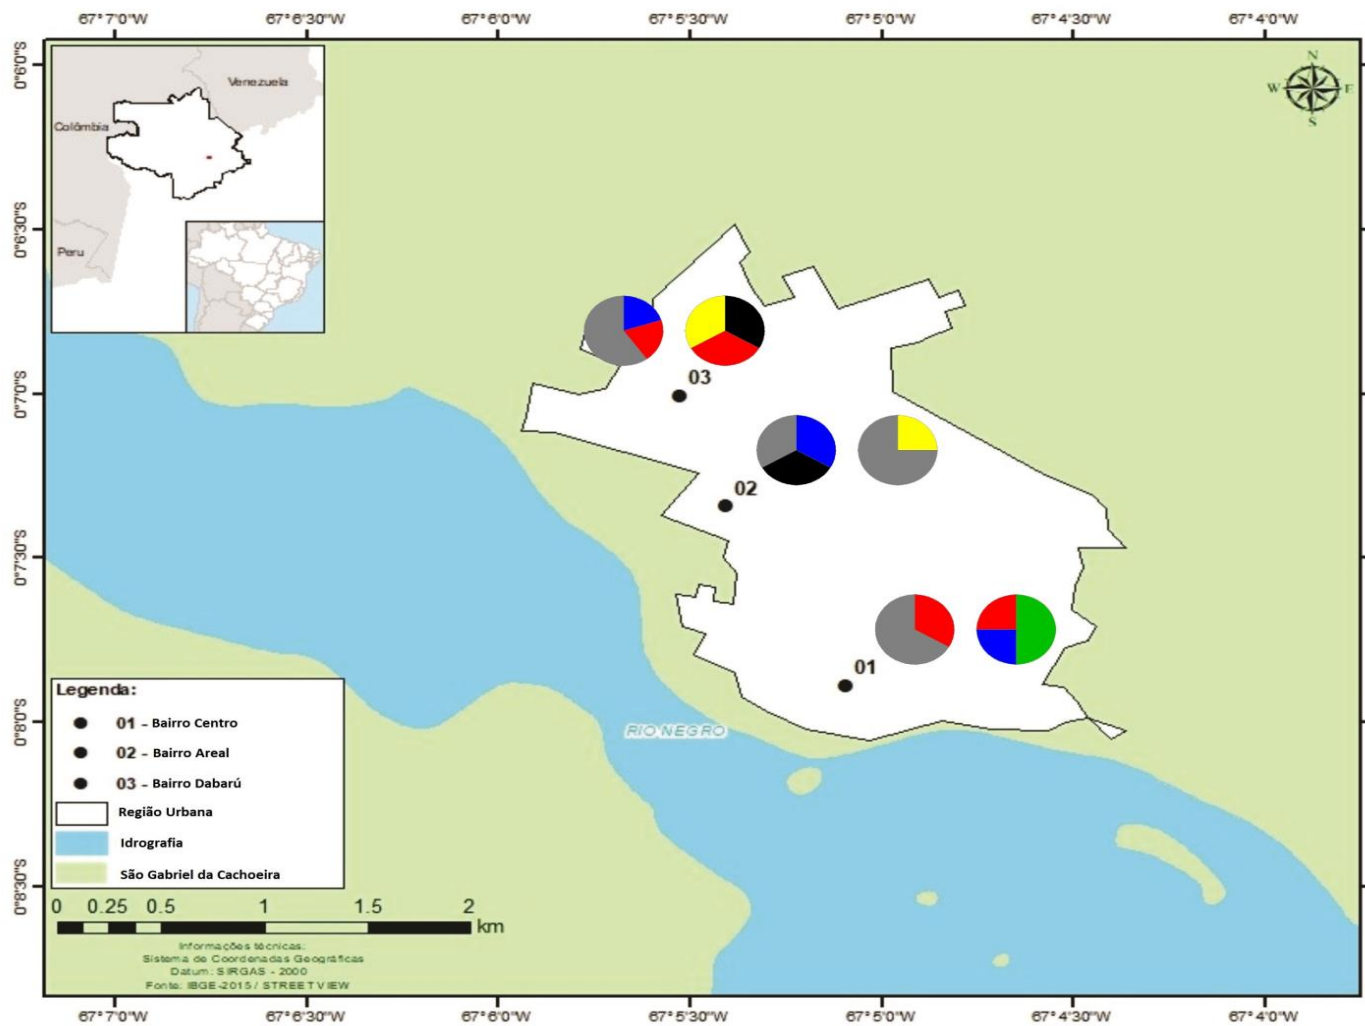 67°7'0"W 67°6'30"W 67°6'0"W 67°5'30"W 67°5'0"W 67°4'30"W 67°4'0"W
0°6'0"S
0°6'30"S
0°7'0"S
0°7'30"S
0°8'0"S
0°8'30"S
Venezuela
Colômbia
Peru
N
W E
S
03
02
01
RIO NEGRO
Legenda:
01 - Bairro Centro
02 - Bairro Areal
03 - Bairro Dabarú
Região Urbana
Idrografia
São Gabriel da Cachoeira
0 0.25 0.5 1 1.5 2
km
Informações técnicas:
Sistema de Coordenadas Geográficas
Datum: SIRGAS - 2000
Fonte: IBGE-2015 / STREETVIEW
67°7'0"W 67°6'30"W 67°6'0"W 67°5'30"W 67°5'0"W 67°4'30"W 67°4'0"W